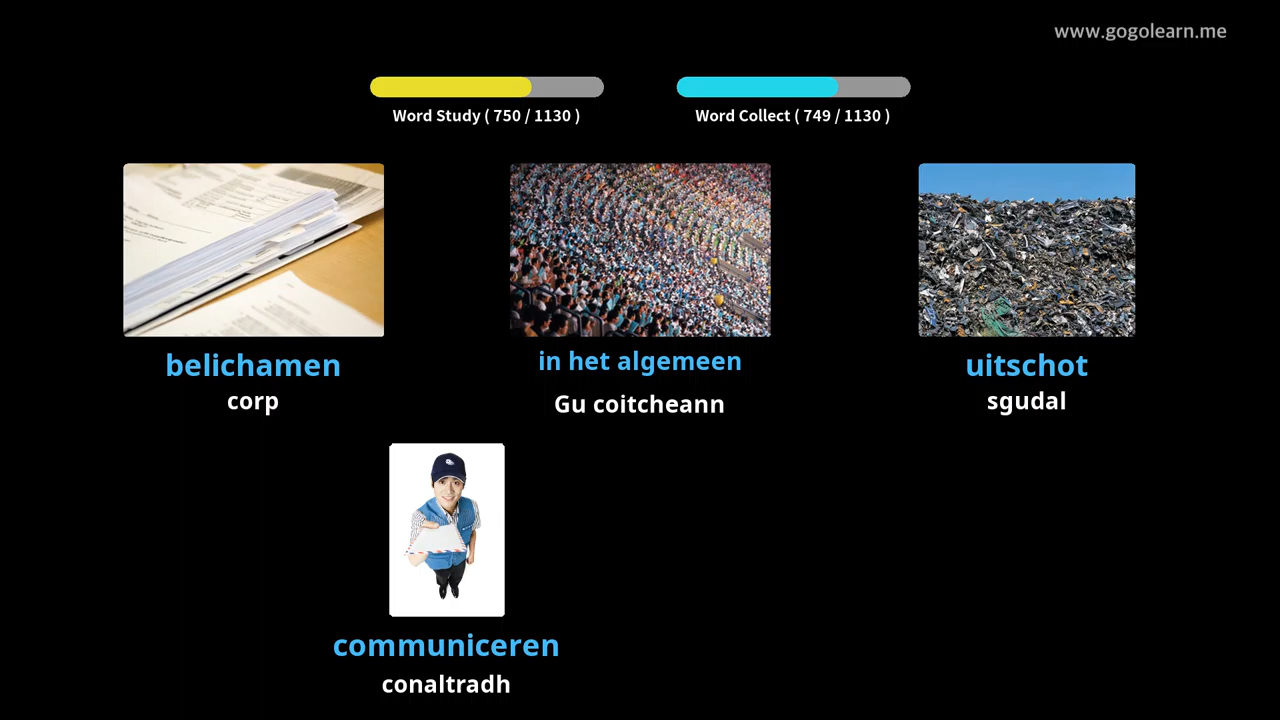 www.gogolearn.me
Word Study ( 750 / 1130 )
Word Collect ( 749 / 1130 )
belichamen
corp
in het algemeen
Gu coitcheann
uitschot
sgudal
communiceren
conaltradh